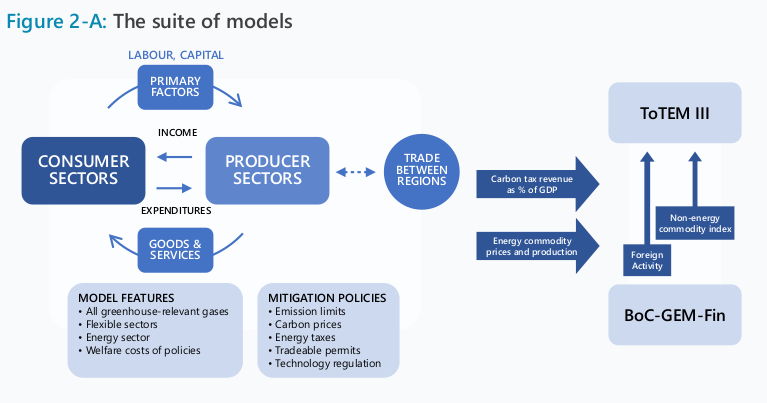 Figure 2-A: The suite of models
LABOUR, CAPITAL
PRIMARY
FACTORS
INCOME
CONSUMER
SECTORS
PRODUCER
SECTORS
EXPENDITURES
GOODS &
SERVICES
TRADE
BETWEEN
REGIONS
MODEL FEATURES
• All greenhouse-relevant gases
• Flexible sectors
• Energy sector
• Welfare costs of policies
MITIGATION POLICIES
• Emission limits
• Carbon prices
• Energy taxes
• Tradeable permits
• Technology regulation
Carbon tax revenue
as % of GDP
Energy commodity
prices and production
ToTEM III
Non-energy
commodity index
Foreign
Activity
BoC-GEM-Fin